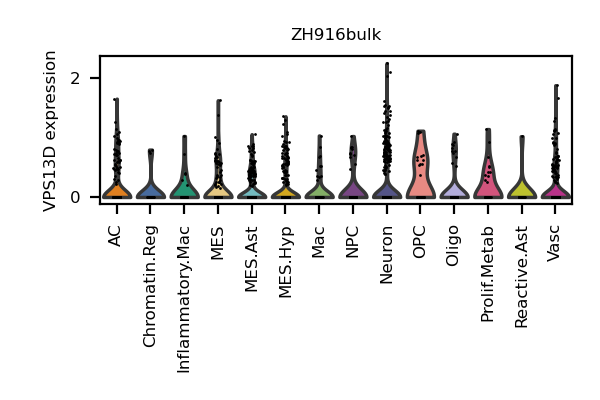 ZH916bulk
VPS13D expression
2
0
AC
Chromatin.Reg
Inflammatory.Mac
MES
MES.Ast
MES.Hyp
Mac
NPC
Neuron
OPC
Oligo
Prolif.Metab
Reactive.Ast
Vasc